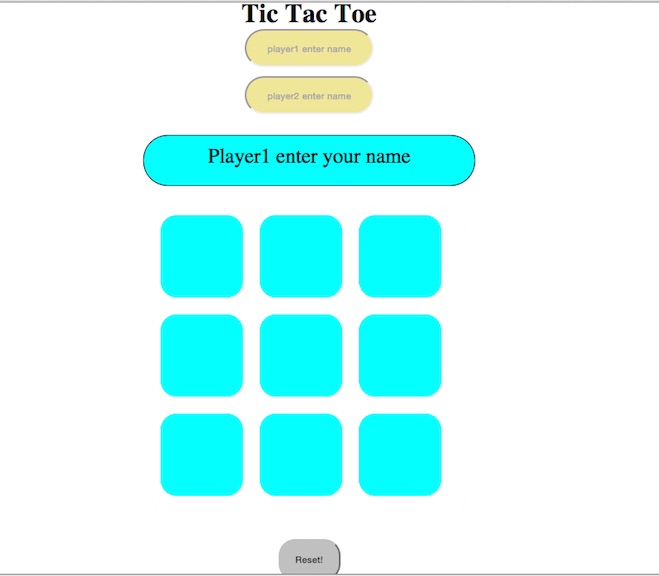 Tic Tac Toe
player1 enter name
player2 enter name
Player1 enter your name
Reset!